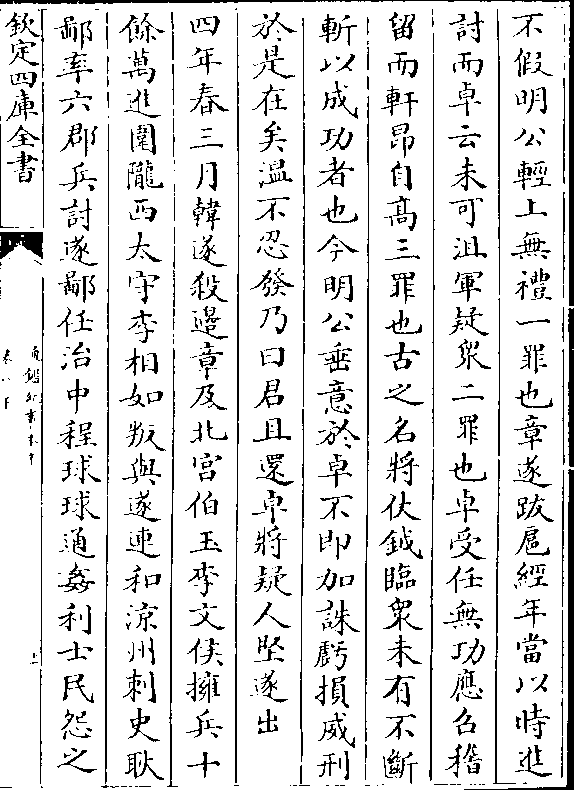 不假明公輕上無禮一罪也章遂跋扈經年當以時進
討而卓云未可沮軍疑衆二罪也卓受任無功應召稽
留而軒昂自髙三罪也古之名將伏鉞臨衆未有不斷
斬以成功者也今明公垂意於卓不即加誅虧損威刑
於是在矣溫不忍發乃曰君且還卓將疑人堅遂出
四年春三月韓遂殺邊章及北宮伯玉李文侯擁兵十
餘萬進圍隴西太守李相如叛與遂連和涼州刺史耿
鄙率六郡兵討遂鄙任治中程球球通姦利士民怨之
欽定四庫全書